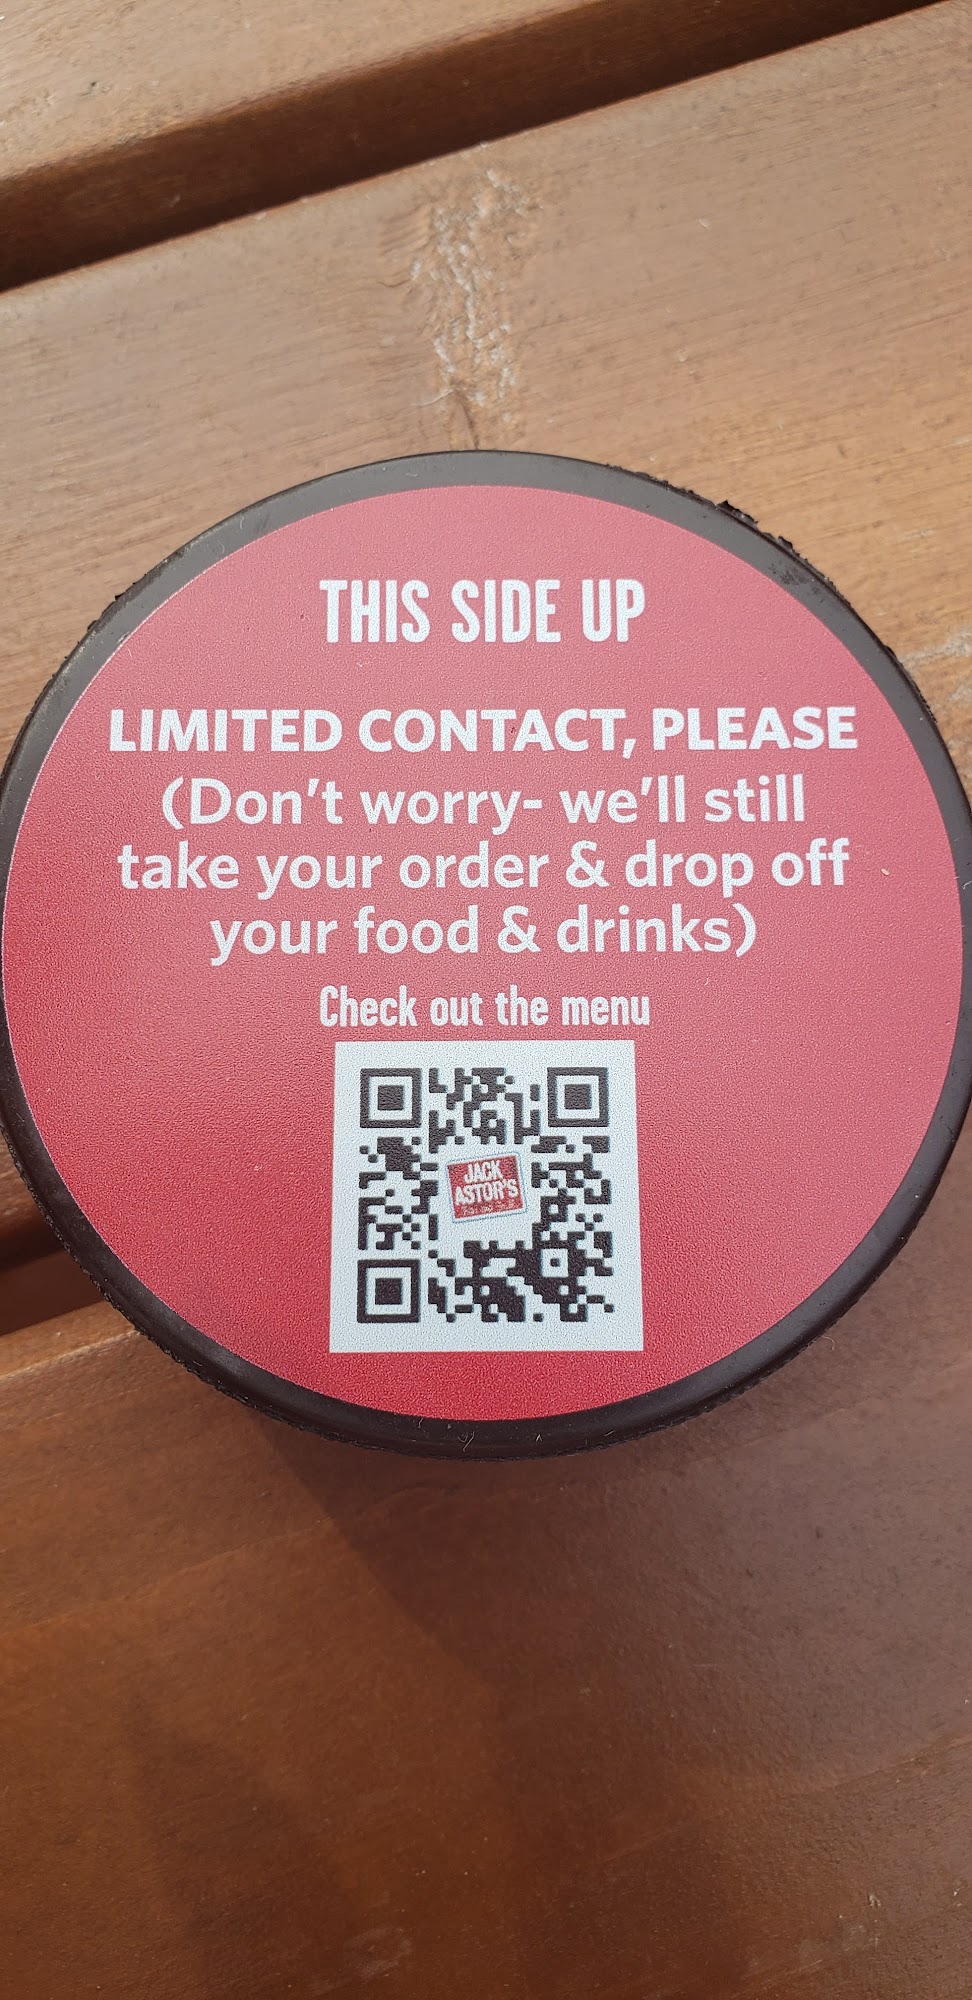 THIS SIDE UP
LIMITED CONTACT, PLEASE
(Don't worry- we'll still
take your order & drop off
your food & drinks)
Check out the menu
JACK
ASTOR'S